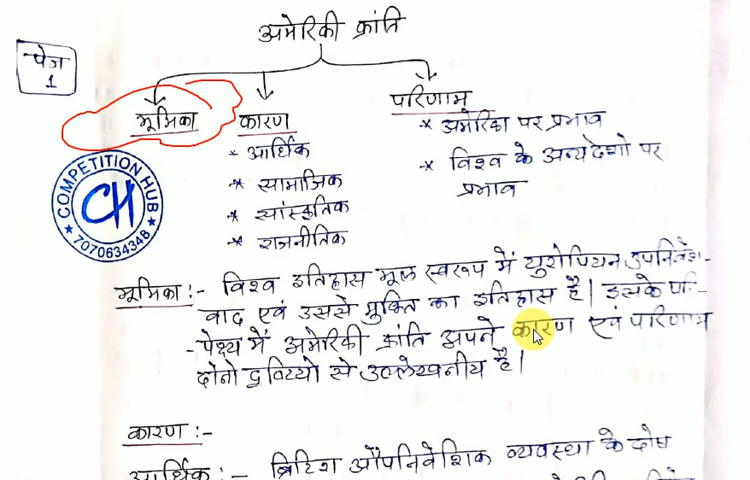 अमेरिकी क्रांति
पेज
1
भूमिका
कारण
* आर्थिक
* सामाजिक
* सांस्कृतिक
* राजनीतिक
परिणाम
* अमेरिका पर प्रभाव
* विश्व के अन्य देशो पर
प्रभाव
COMPETITION HUB
CH
★ 7070634348 ★
भूमिका :- विश्व इतिहास मूल स्वरूप में युरोपियन उपनिवेश-
वाद एवं उससे मुक्ति का इतिहास है। इसके परि-
-पेक्ष्य में अमेरिकी क्रांति अपने कारण एवं परिणाम
दोनो दृष्टियो से उल्लेखनीय है।
कारण :-
आर्थिक :- ब्रिटिश औपनिवेशिक व्यवस्था के दोष